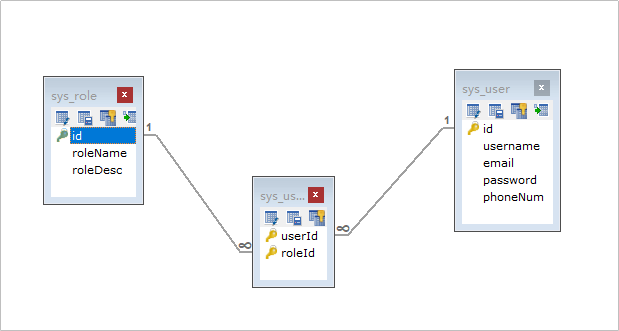 sys_role
id
roleName
roleDesc
1
sys_us...
userId
roleId
∞
∞
sys_user
id
username
email
password
phoneNum
1